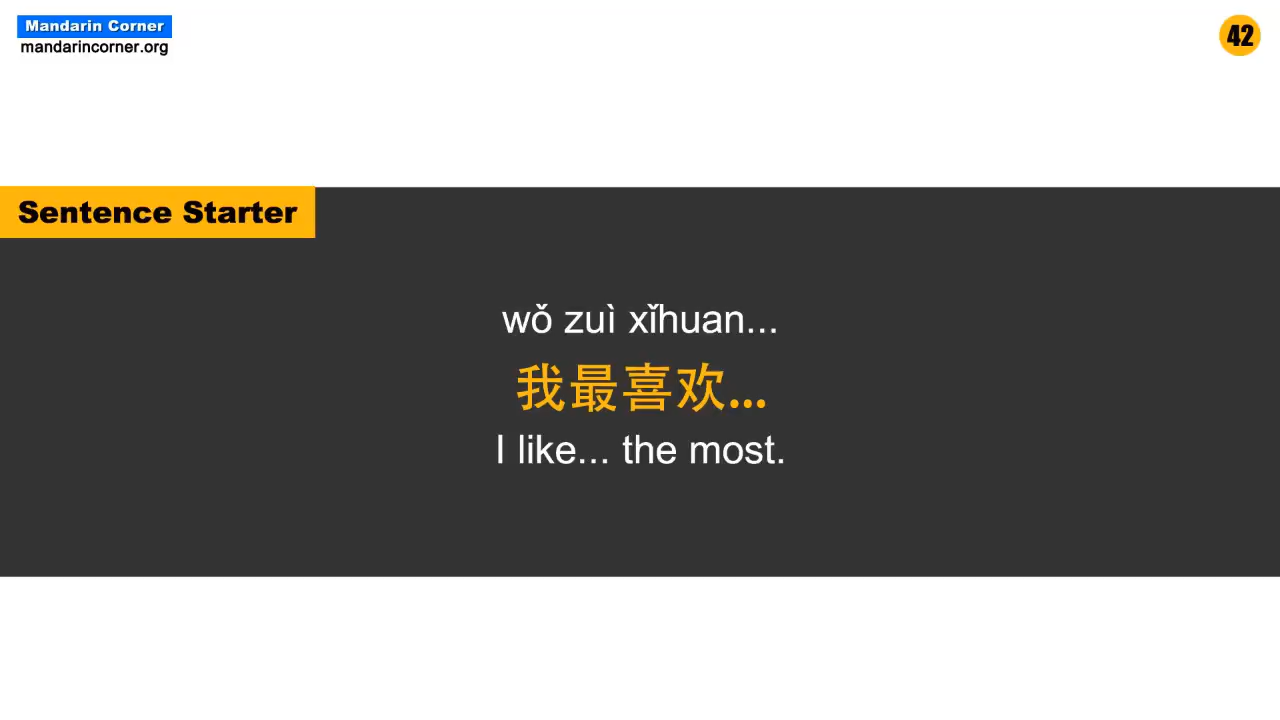 Mandarin Corner
mandarincorner.org
42
Sentence Starter
wǒ zuì xǐhuan...
我最喜欢...
I like... the most.